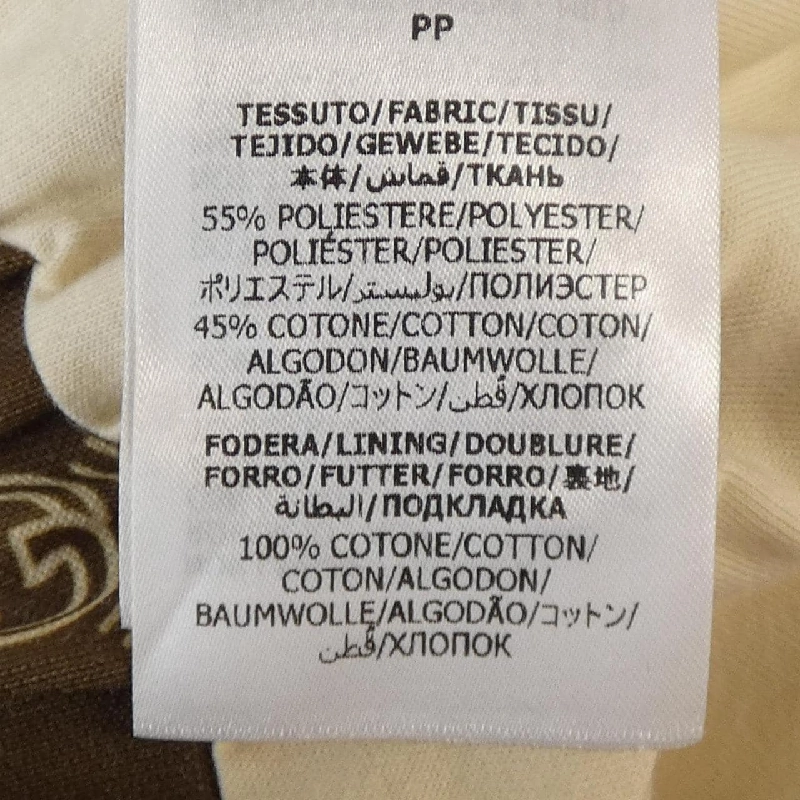 PP
TESSUTO/FABRIC/TISSU/
TEJIDO/GEWEBE/TECIDO/
本体/قماش/ТКАНЬ
55% POLIESTERE/POLYESTER/
POLIÉSTER/POLIESTER/
ポリエステル/بوليستر/ПОЛИЭСТЕР
45% COTONE/COTTON/COTON/
ALGODON/BAUMWOLLE/
ALGODÃO/コットン/قُطن/ХЛОПОК
FODERA/LINING/DOUBLURE/
FORRO/FUTTER/FORRO/裏地/
البطانة/ПОДКЛАДКА
100% COTONE/COTTON/
COTON/ALGODON/
BAUMWOLLE/ALGODÃO/コットン/
قُطن/ХЛОПОК